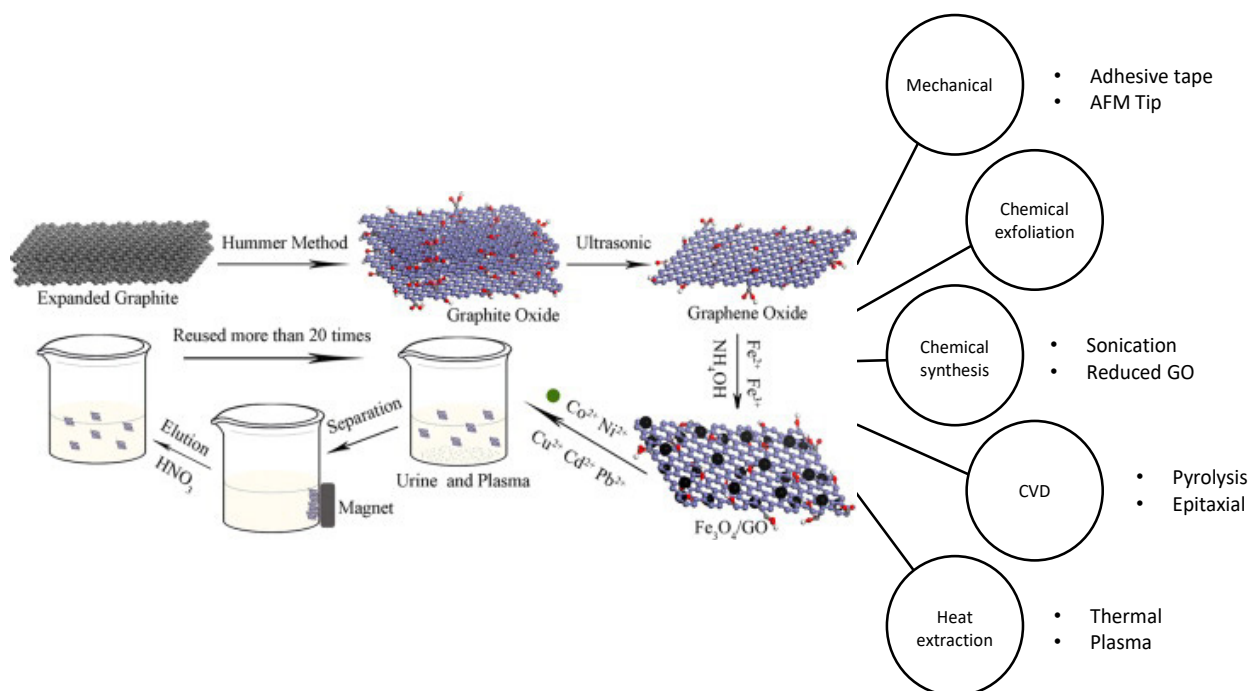 Mechanical
• Adhesive tape
• AFM Tip
Chemical
exfoliation
Hummer Method
Ultrasonic
Expanded Graphite
Graphite Oxide
Graphene Oxide
Reused more than 20 times
Fe²⁺ Fe³⁺
NH₄OH
Chemical
synthesis
• Sonication
• Reduced GO
Separation
Co²⁺ Ni²⁺
Cu²⁺ Cd²⁺ Pb²⁺
Elution
HNO₃
Urine and Plasma
Magnet
Fe₃O₄/GO
CVD
• Pyrolysis
• Epitaxial
Heat
extraction
• Thermal
• Plasma